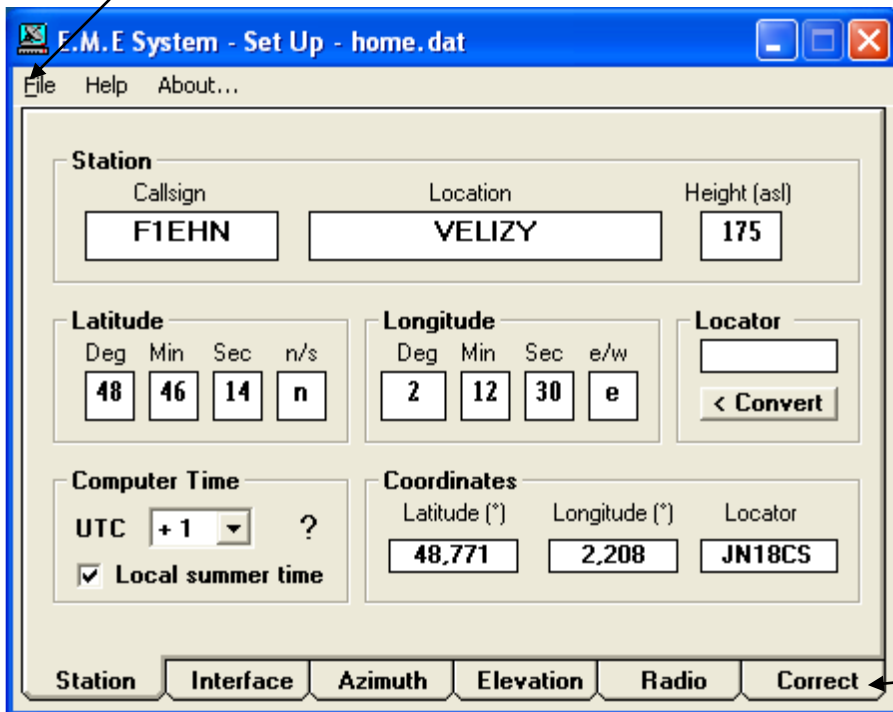 E.M.E System - Set Up - home.dat
File Help About...
Station
Callsign Location Height (asl)
F1EHN VELIZY 175
Latitude Longitude Locator
Deg Min Sec n/s Deg Min Sec e/w
48 46 14 n 2 12 30 e
< Convert
Computer Time Coordinates
UTC + 1 ? Latitude (°) Longitude (°) Locator
48,771 2,208 JN18CS
Local summer time
Station Interface Azimuth Elevation Radio Correct